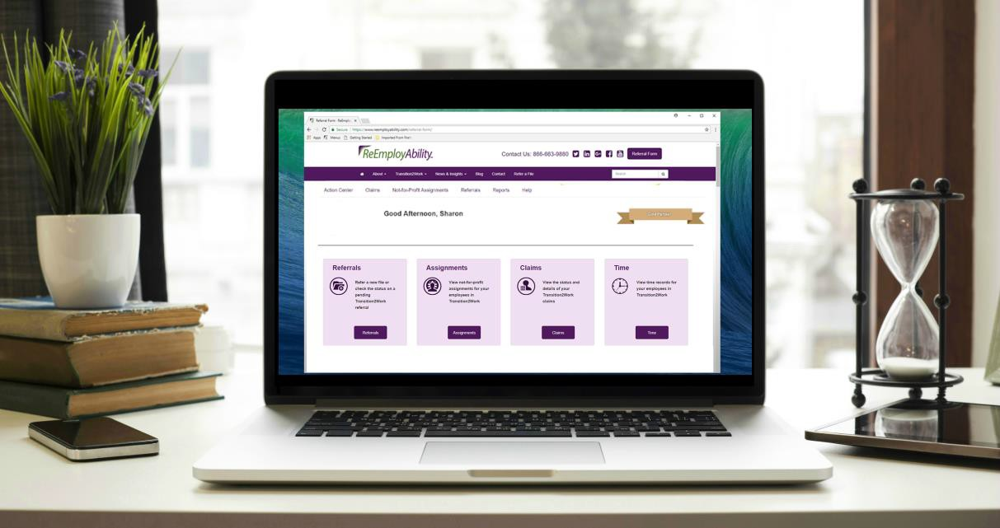 Referral Form - ReEmploy
Secure https://www.reemployability.com/referral-form/
Apps Menus Getting Started Imported From Firef
ReEmployAbility.
Contact Us: 866-663-9880
Referral Form
About Transition2Work News & Insights Blog Contact Refer a File
Search
Action Center Claims Not-for-Profit Assignments Referrals Reports Help
Good Afternoon, Sharon
Gold Partner
Referrals
Refer a new file or
check the status on a
pending
Transition2Work
referral
Referrals
Assignments
View not-for-profit
assignments for your
employees in
Transition2Work
Assignments
Claims
View the status and
details of your
Transition2Work
claims
Claims
Time
View time records for
your employees in
Transition2Work
Time